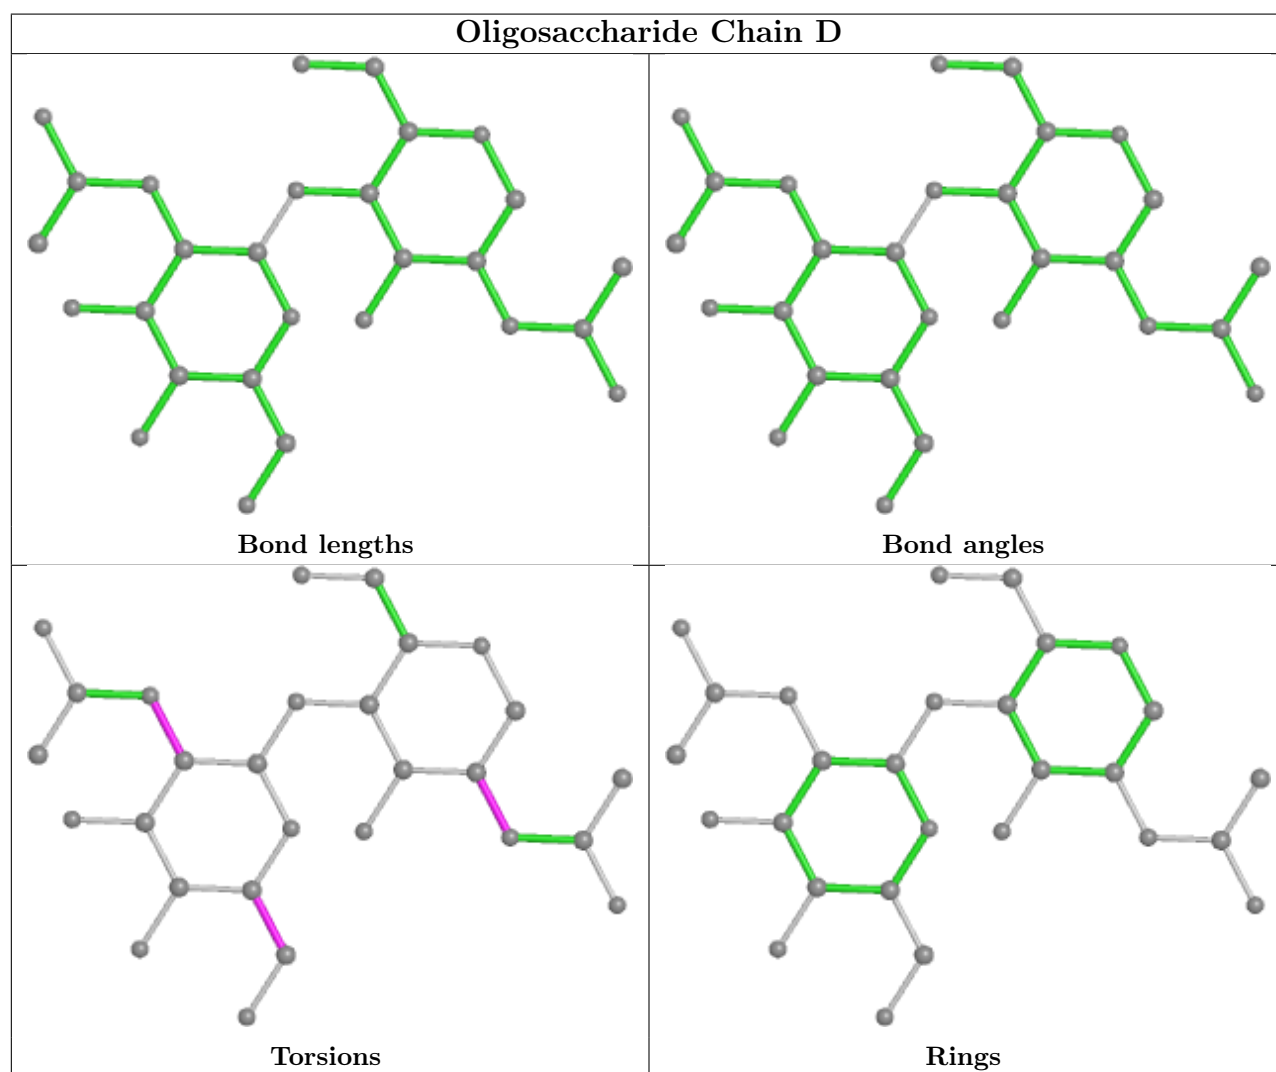 Oligosaccharide Chain D
Bond lengths
Bond angles
Torsions
Rings